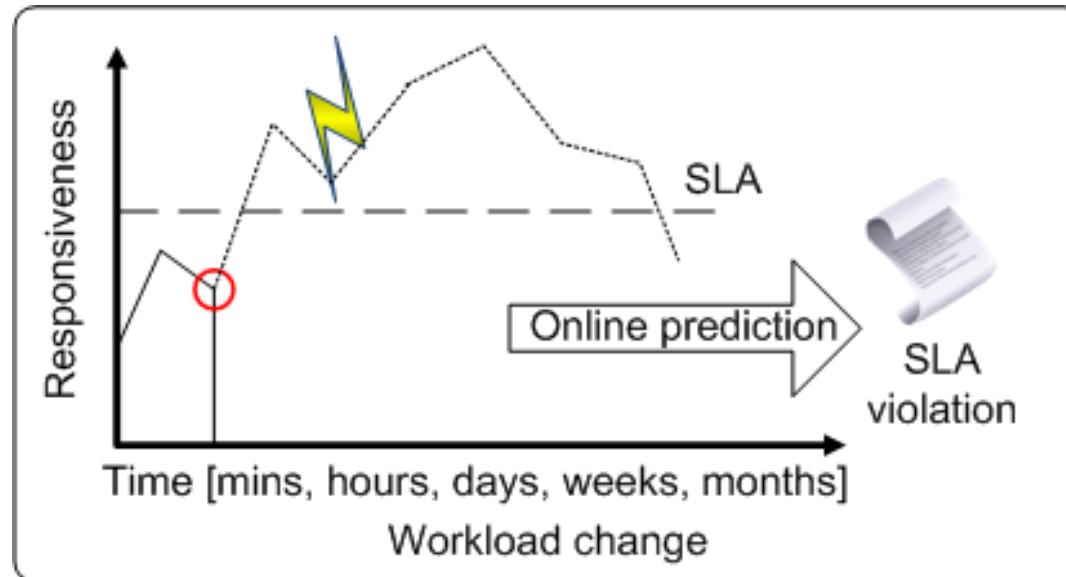 Responsiveness
SLA
Online prediction
SLA
violation
Time [mins, hours, days, weeks, months]
Workload change